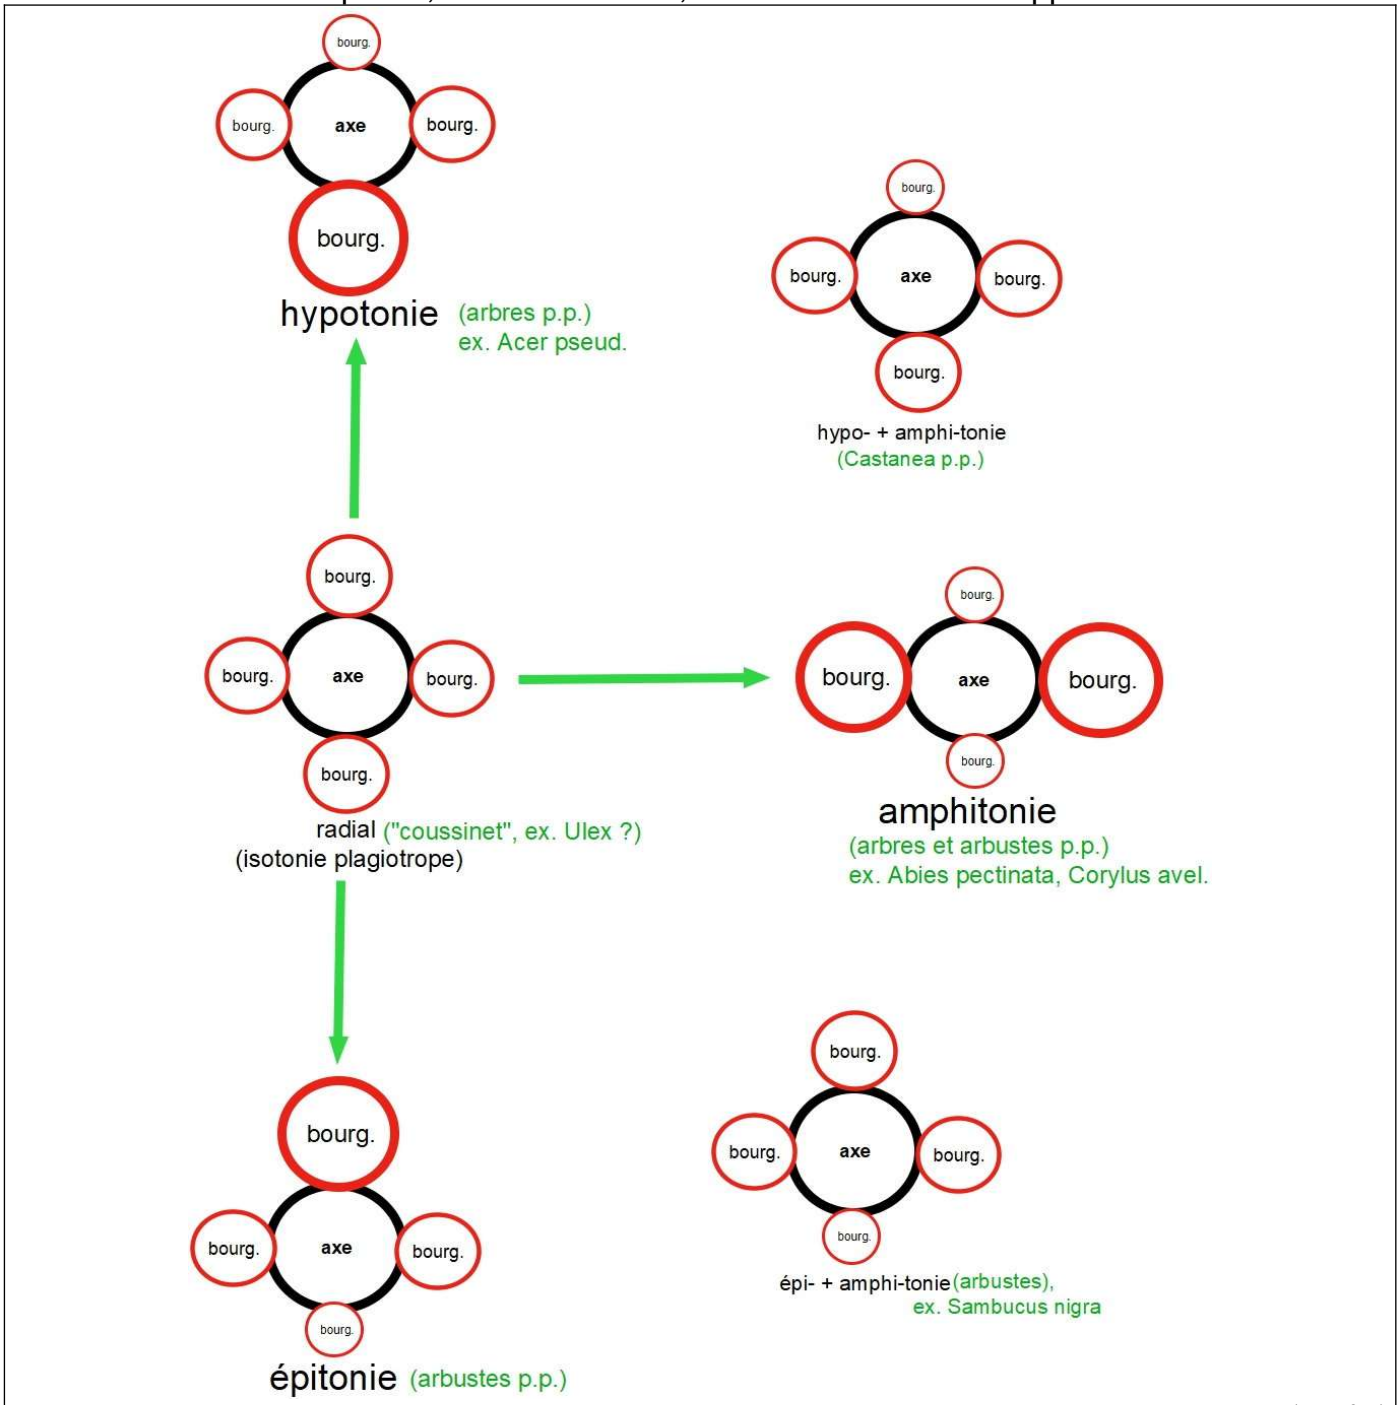 bourg.
bourg. axe bourg.
bourg.
hypotonie (arbres p.p.)
ex. Acer pseud.
bourg.
bourg. axe bourg.
bourg.
hypo- + amphi-tonie
(Castanea p.p.)
bourg.
bourg. axe bourg.
bourg.
radial ("coussinet", ex. Ulex ?)
(isotonie plagiotrope)
bourg.
bourg. axe bourg.
bourg.
amphitonie
(arbres et arbustes p.p.)
ex. Abies pectinata, Corylus avel.
bourg.
bourg. axe bourg.
bourg.
épitonie (arbustes p.p.)
bourg.
bourg. axe bourg.
bourg.
épi- + amphi-tonie (arbustes),
ex. Sambucus nigra